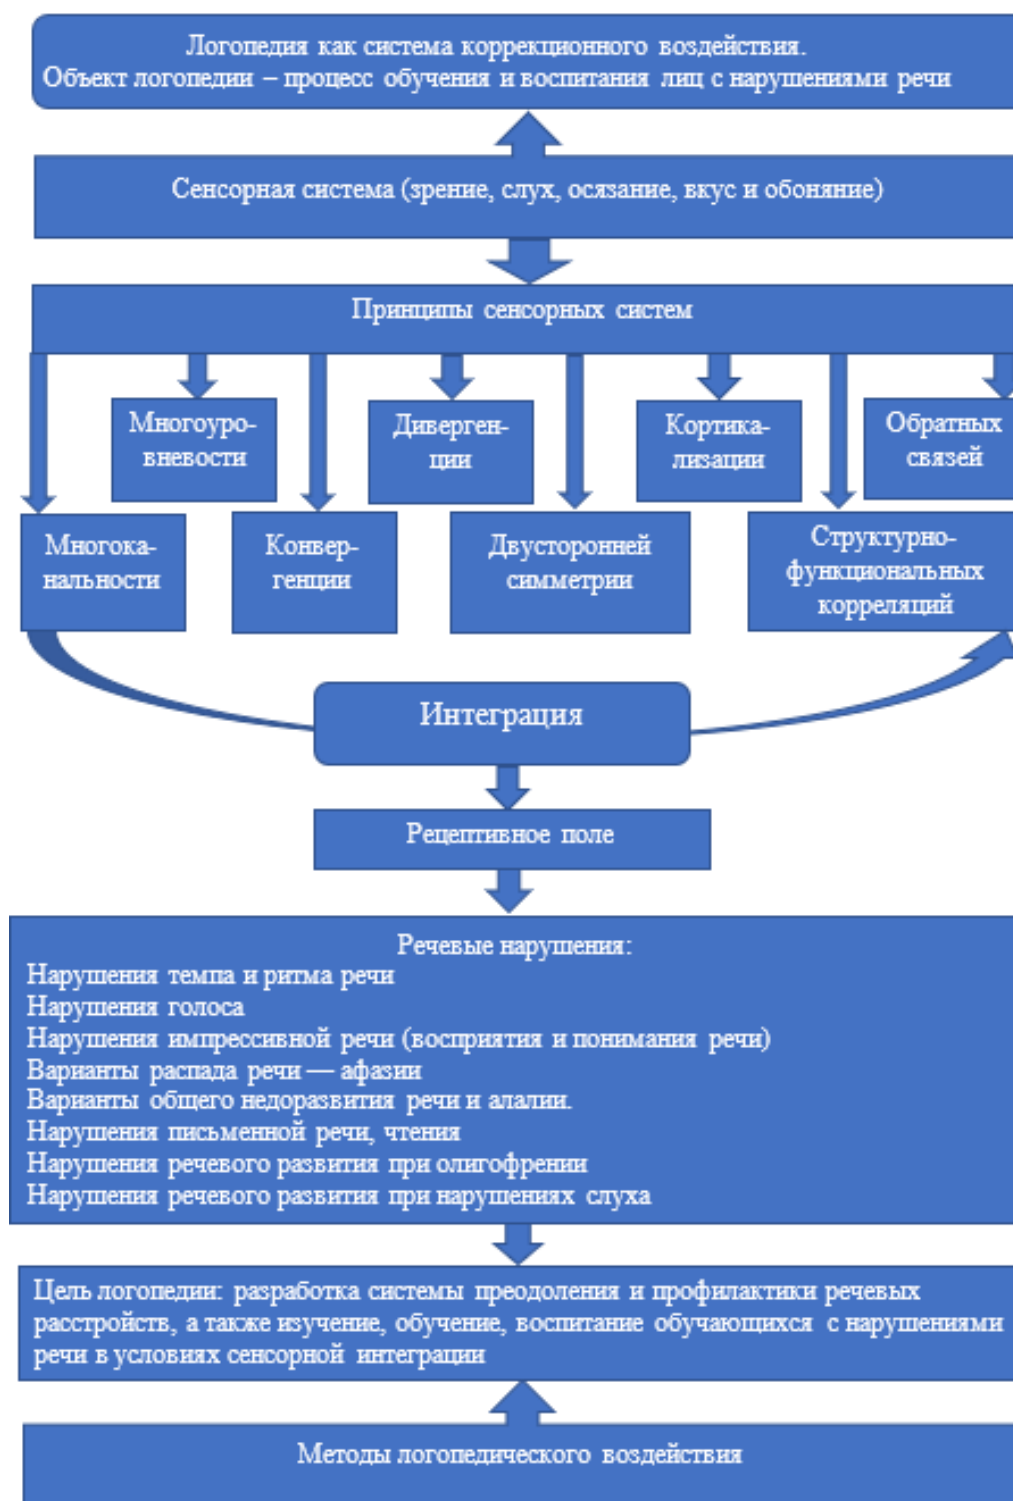 Логопедия как система коррекционного воздействия.
Объект логопедии – процесс обучения и воспитания лиц с нарушениями речи
Сенсорная система (зрение, слух, осязание, вкус и обоняние)
Принципы сенсорных систем
Многоуро-
вневости
Диверген-
ции
Кортика-
лизации
Обратных
связей
Многока-
нальности
Конвер-
генции
Двусторонней
симметрии
Структурно-
функциональных
корреляций
Интеграция
Рецептивное поле
Речевые нарушения:
Нарушения темпа и ритма речи
Нарушения голоса
Нарушения импрессивной речи (восприятия и понимания речи)
Варианты распада речи — афазии
Варианты общего недоразвития речи и алалии.
Нарушения письменной речи, чтения
Нарушения речевого развития при олигофрении
Нарушения речевого развития при нарушениях слуха
Цель логопедии: разработка системы преодоления и профилактики речевых
расстройств, а также изучение, обучение, воспитание обучающихся с нарушениями
речи в условиях сенсорной интеграции
Методы логопедического воздействия